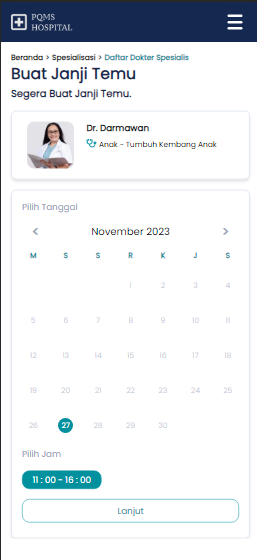 PQMS
HOSPITAL
Beranda > Spesialisasi > Daftar Dokter Spesialis
Buat Janji Temu
Segera Buat Janji Temu.
Dr. Darmawan
Anak - Tumbuh Kembang Anak
Pilih Tanggal
< November 2023 >
M S S R K J S
1 2 3 4
5 6 7 8 9 10 11
12 13 14 15 16 17 18
19 20 21 22 23 24 25
26 27 28 29 30
Pilih Jam
11 : 00 - 16 : 00
Lanjut